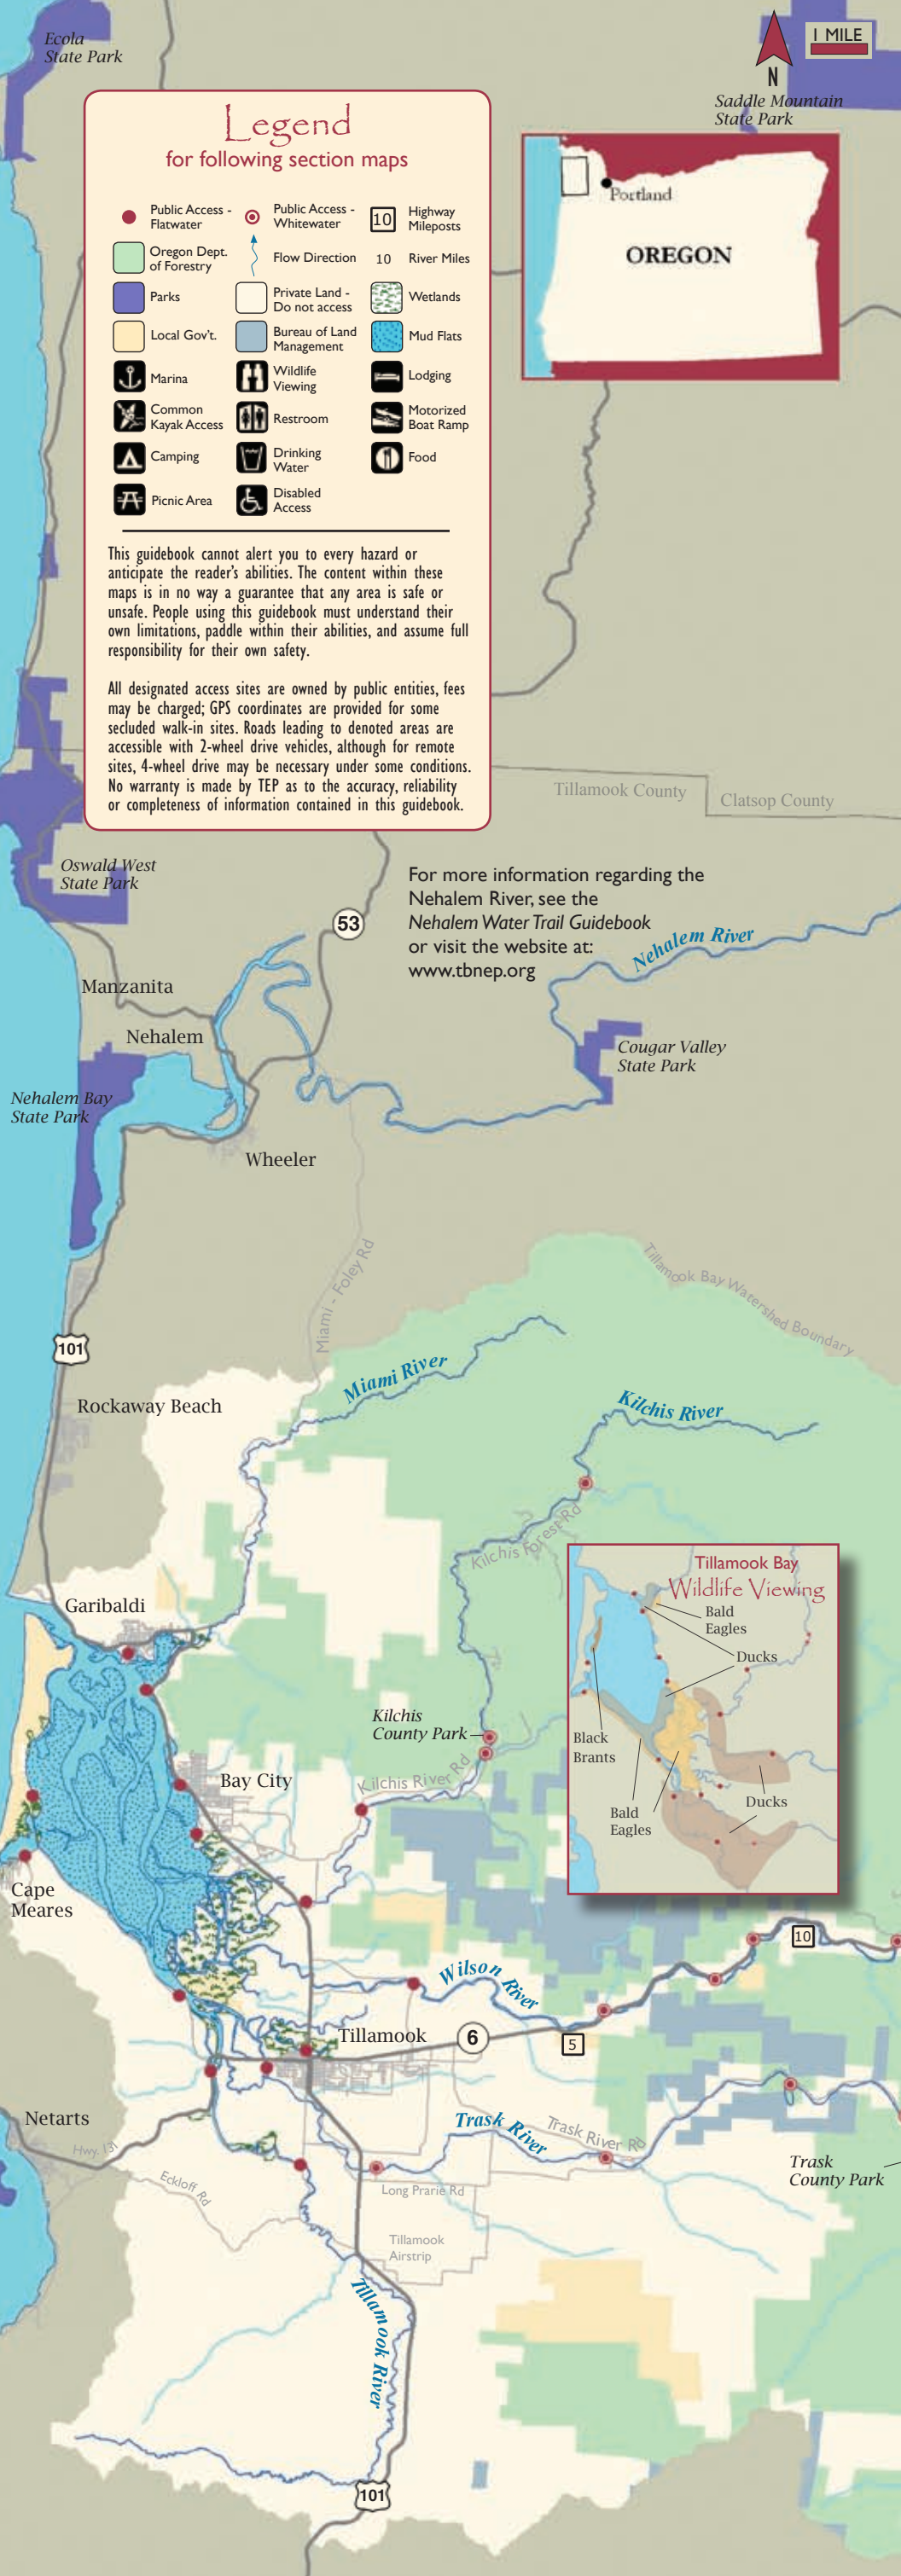 Ecola
State Park
1 MILE
N
Saddle Mountain
State Park
Legend
for following section maps
Public Access -
Flatwater
Public Access -
Whitewater
10
Highway
Mileposts
Oregon Dept.
of Forestry
Flow Direction
10
River Miles
Parks
Private Land -
Do not access
Wetlands
Local Gov't.
Bureau of Land
Management
Mud Flats
Marina
Wildlife
Viewing
Lodging
Common
Kayak Access
Restroom
Motorized
Boat Ramp
Camping
Drinking
Water
Food
Picnic Area
Disabled
Access
This guidebook cannot alert you to every hazard or
anticipate the reader's abilities. The content within these
maps is in no way a guarantee that any area is safe or
unsafe. People using this guidebook must understand their
own limitations, paddle within their abilities, and assume full
responsibility for their own safety.
All designated access sites are owned by public entities, fees
may be charged; GPS coordinates are provided for some
secluded walk-in sites. Roads leading to denoted areas are
accessible with 2-wheel drive vehicles, although for remote
sites, 4-wheel drive may be necessary under some conditions.
No warranty is made by TEP as to the accuracy, reliability
or completeness of information contained in this guidebook.
Portland
OREGON
Tillamook County
Clatsop County
Oswald West
State Park
53
For more information regarding the
Nehalem River, see the
Nehalem Water Trail Guidebook
or visit the website at:
www.tbnep.org
Nehalem River
Manzanita
Nehalem
Cougar Valley
State Park
Nehalem Bay
State Park
Wheeler
Miami - Foley Rd
Tillamook Bay Watershed Boundary
101
Miami River
Rockaway Beach
Kilchis River
Kilchis Forest Rd
Tillamook Bay
Wildlife Viewing
Bald
Eagles
Ducks
Black
Brants
Bald
Eagles
Ducks
Garibaldi
Kilchis
County Park
Kilchis River Rd
Bay City
Cape
Meares
10
Wilson River
Tillamook
6
5
Netarts
Hwy. 131
Trask River
Trask River Rd
Trask
County Park
Eckloff Rd
Long Prarie Rd
Tillamook
Airstrip
Tillamook River
101